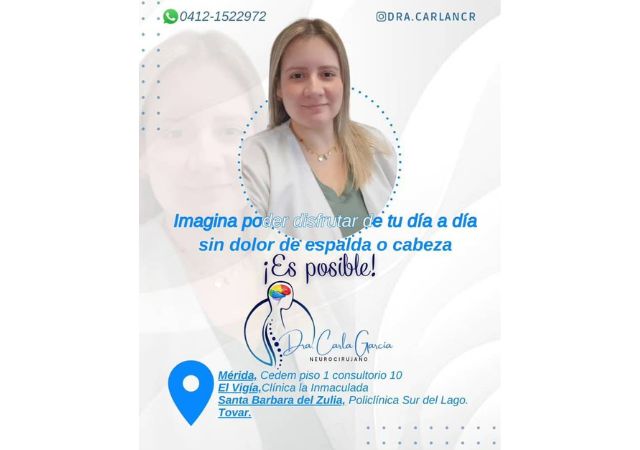 0412-1522972
DRA.CARLANCR
Imagina poder disfrutar de tu día a día
sin dolor de espalda o cabeza
¡Es posible!
Dra. Carla García
NEUROCIRUJANO
Mérida, Cedem piso 1 consultorio 10
El Vigía,Clínica la Inmaculada
Santa Barbara del Zulia, Policlínica Sur del Lago.
Tovar.